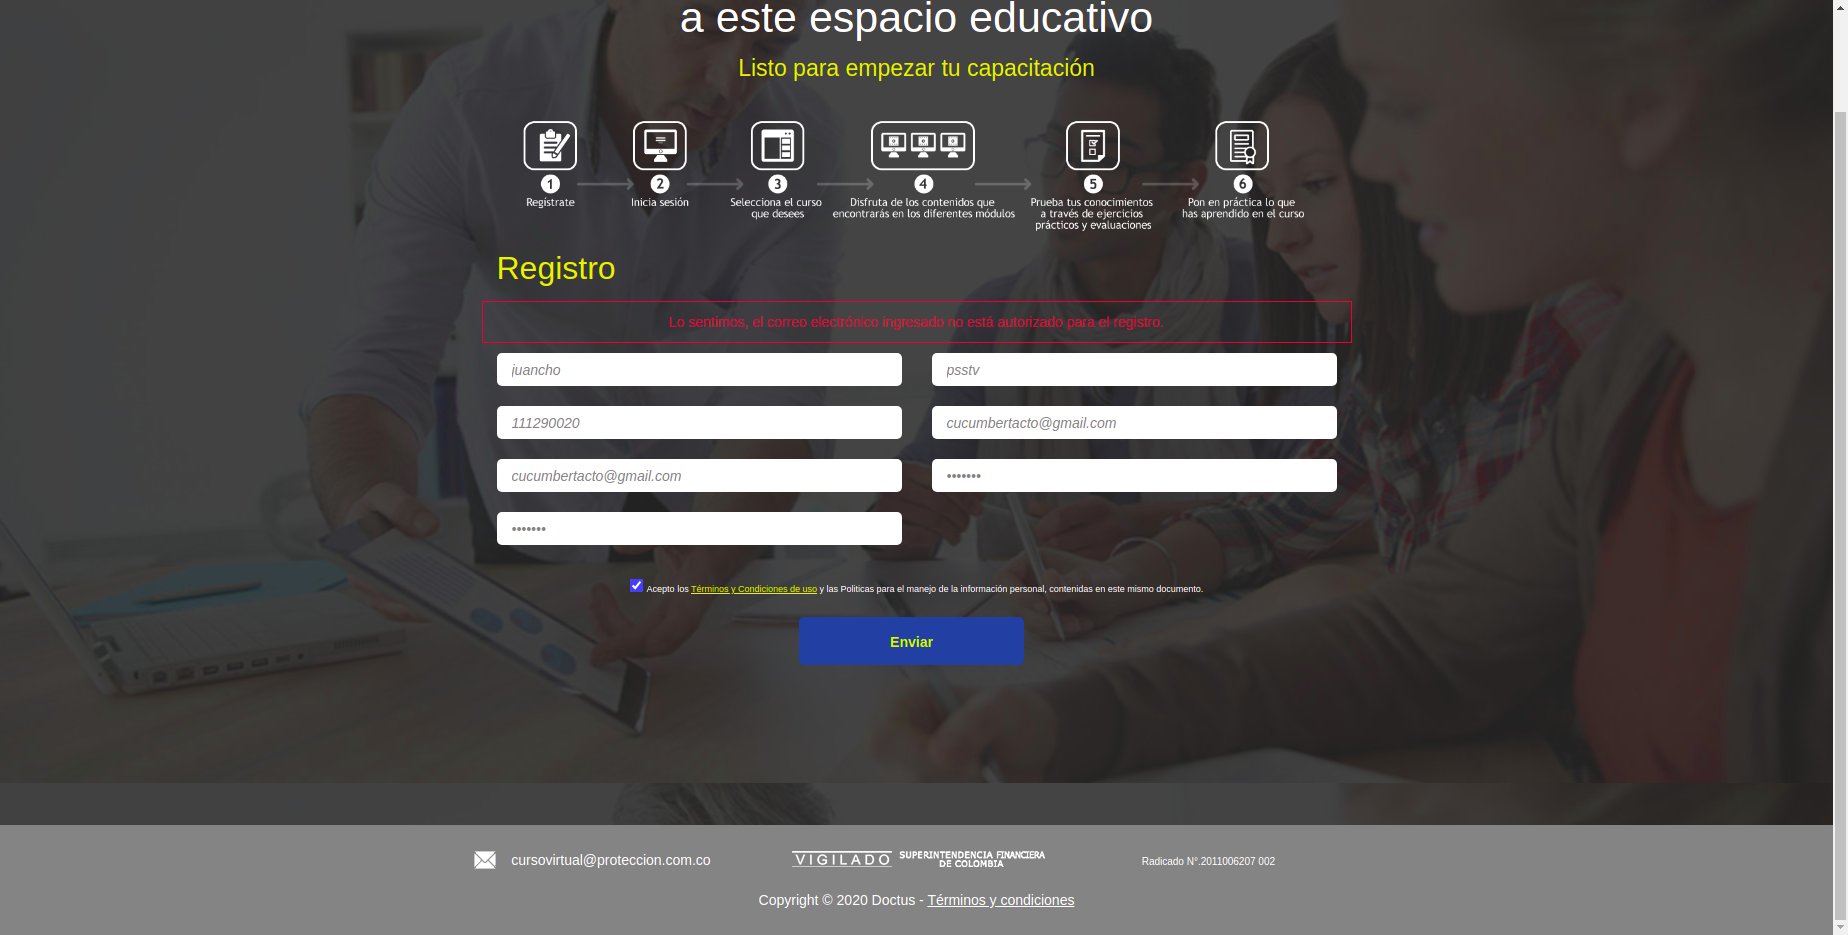 a este espacio educativo
Listo para empezar tu capacitación
1 2 3 4 5 6
Regístrate
Inicia sesión
Selecciona el curso
que desees
Disfruta de los contenidos que
encontrarás en los diferentes módulos
Prueba tus conocimientos
a través de ejercicios
prácticos y evaluaciones
Pon en práctica lo que
has aprendido en el curso
Registro
Lo sentimos, el correo electrónico ingresado no está autorizado para el registro.
juancho
psstv
111290020
cucumbertacto@gmail.com
cucumbertacto@gmail.com
•••••••
•••••••
Acepto los Términos y Condiciones de uso y las Politicas para el manejo de la información personal, contenidas en este mismo documento.
Enviar
cursovirtual@proteccion.com.co
VIGILADO
SUPERINTENDENCIA FINANCIERA
DE COLOMBIA
Radicado N°.2011006207 002
Copyright © 2020 Doctus - Términos y condiciones